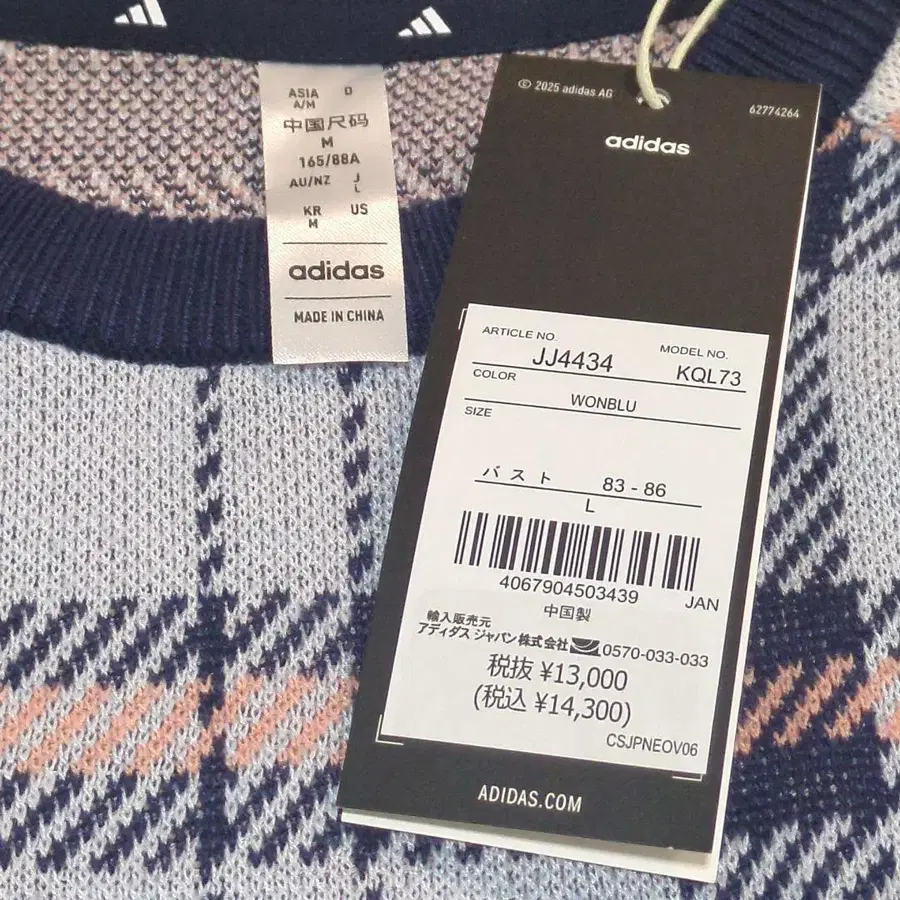 ASIA D
A/M
中国尺码
M
165/88A
AU/NZ J
L
KR US
M
adidas
MADE IN CHINA
© 2025 adidas AG
62774264
adidas
ARTICLE NO.
JJ4434
MODEL NO.
KQL73
COLOR
WONBLU
SIZE
バスト 83 - 86
L
4067904503439 JAN
中国製
輸入販売元
アディダス ジャパン株式会社 0570-033-033
税抜 ¥13,000
(税込 ¥14,300)
CSJPNEOV06
ADIDAS.COM